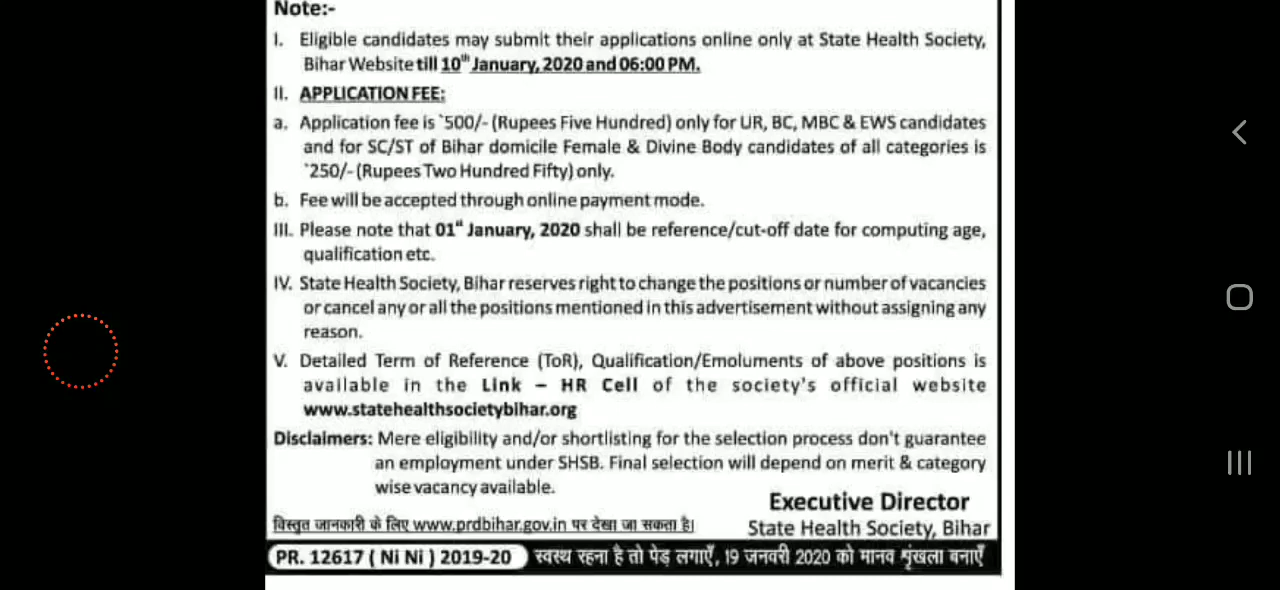 Note:-
I. Eligible candidates may submit their applications online only at State Health Society,
Bihar Website till 10th January, 2020 and 06:00 PM.
II. APPLICATION FEE:
a. Application fee is `500/- (Rupees Five Hundred) only for UR, BC, MBC & EWS candidates
and for SC/ST of Bihar domicile Female & Divine Body candidates of all categories is
`250/- (Rupees Two Hundred Fifty) only.
b. Fee will be accepted through online payment mode.
III. Please note that 01st January, 2020 shall be reference/cut-off date for computing age,
qualification etc.
IV. State Health Society, Bihar reserves right to change the positions or number of vacancies
or cancel any or all the positions mentioned in this advertisement without assigning any
reason.
V. Detailed Term of Reference (ToR), Qualification/Emoluments of above positions is
available in the Link – HR Cell of the society's official website
www.statehealthsocietybihar.org
Disclaimers: Mere eligibility and/or shortlisting for the selection process don't guarantee
an employment under SHSB. Final selection will depend on merit & category
wise vacancy available.
Executive Director
State Health Society, Bihar
विस्तृत जानकारी के लिए www.prdbihar.gov.in पर देखा जा सकता है।
PR. 12617 ( Ni Ni ) 2019-20 स्वस्थ रहना है तो पेड़ लगाएँ, 19 जनवरी 2020 को मानव शृंखला बनाएँ